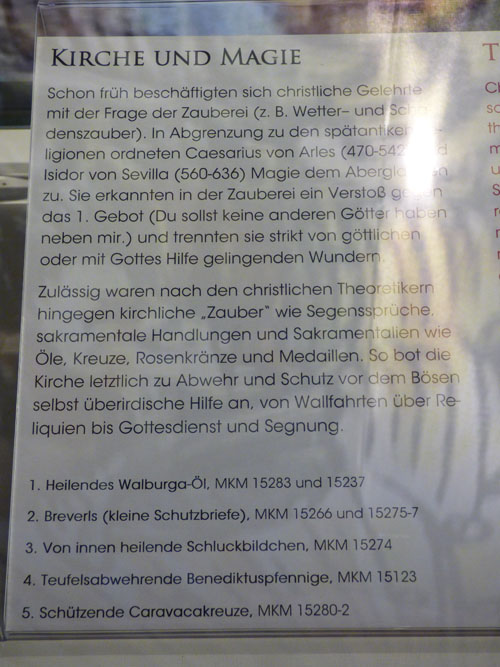 KIRCHE UND MAGIE
Schon früh beschäftigten sich christliche Gelehrte
mit der Frage der Zauberei (z. B. Wetter– und Scha-
denszauber). In Abgrenzung zu den spätantiken
ligionen ordneten Caesarius von Arles (470-542)
Isidor von Sevilla (560-636) Magie dem Aberglauben
zu. Sie erkannten in der Zauberei ein Verstoß gegen
das 1. Gebot (Du sollst keine anderen Götter haben
neben mir.) und trennten sie strikt von göttlichen
oder mit Gottes Hilfe gelingenden Wundern.
Zulässig waren nach den christlichen Theoretikern
hingegen kirchliche „Zauber“ wie Segenssprüche,
sakramentale Handlungen und Sakramentalien wie
Öle, Kreuze, Rosenkränze und Medaillen. So bot die
Kirche letztlich zu Abwehr und Schutz vor dem Bösen
selbst überirdische Hilfe an, von Wallfahrten über Re-
liquien bis Gottesdienst und Segnung.
1. Heilendes Walburga-Öl, MKM 15283 und 15237
2. Breverls (kleine Schutzbriefe), MKM 15266 und 15275-7
3. Von innen heilende Schluckbildchen, MKM 15274
4. Teufelsabwehrende Benediktuspfennige, MKM 15123
5. Schützende Caravacakreuze, MKM 15280-2